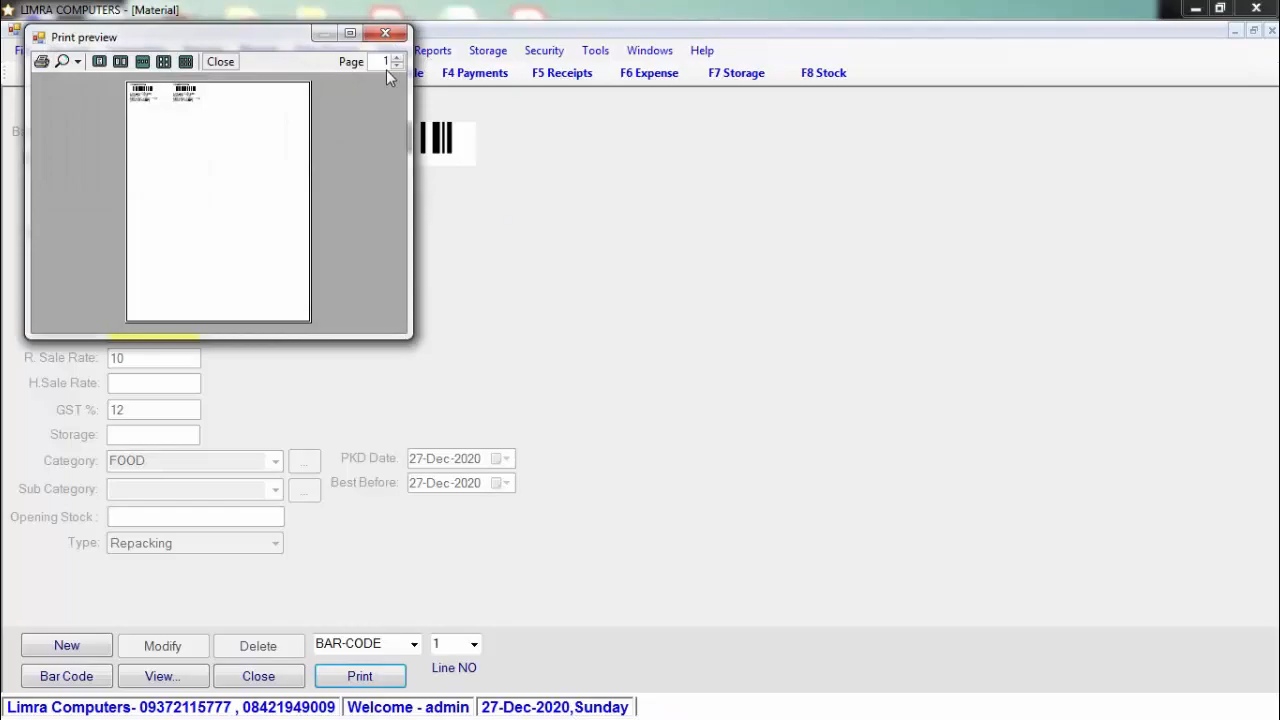 LIMRA COMPUTERS - [Material]
Print preview
Reports Storage Security Tools Windows Help
Close Page 1
F4 Payments F5 Receipts F6 Expense F7 Storage F8 Stock
R. Sale Rate: 10
H.Sale Rate:
GST %: 12
Storage:
Category: FOOD ... PKD Date: 27-Dec-2020
Sub Category: ... Best Before: 27-Dec-2020
Opening Stock :
Type: Repacking
New Modify Delete BAR-CODE 1
Bar Code View... Close Print Line NO
Limra Computers- 09372115777 , 08421949009 Welcome - admin 27-Dec-2020,Sunday